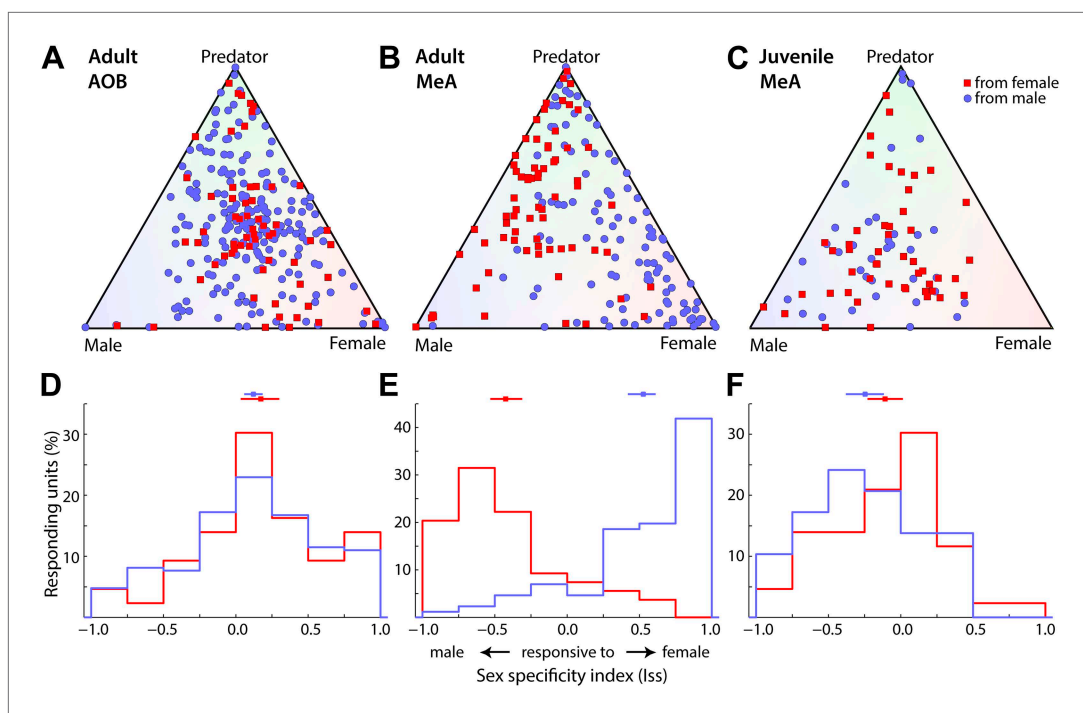 A Adult AOB
Predator
Male Female
B Adult MeA
Predator
Male Female
C Juvenile MeA
Predator
from female
from male
Male Female
D
Responding units (%)
30
20
10
−1.0 −0.5 0.0 0.5 1.0
E
40
30
20
10
−1.0 −0.5 0.0 0.5 1.0
male responsive to female
Sex specificity index (Iss)
F
30
20
10
−1.0 −0.5 0.0 0.5 1.0